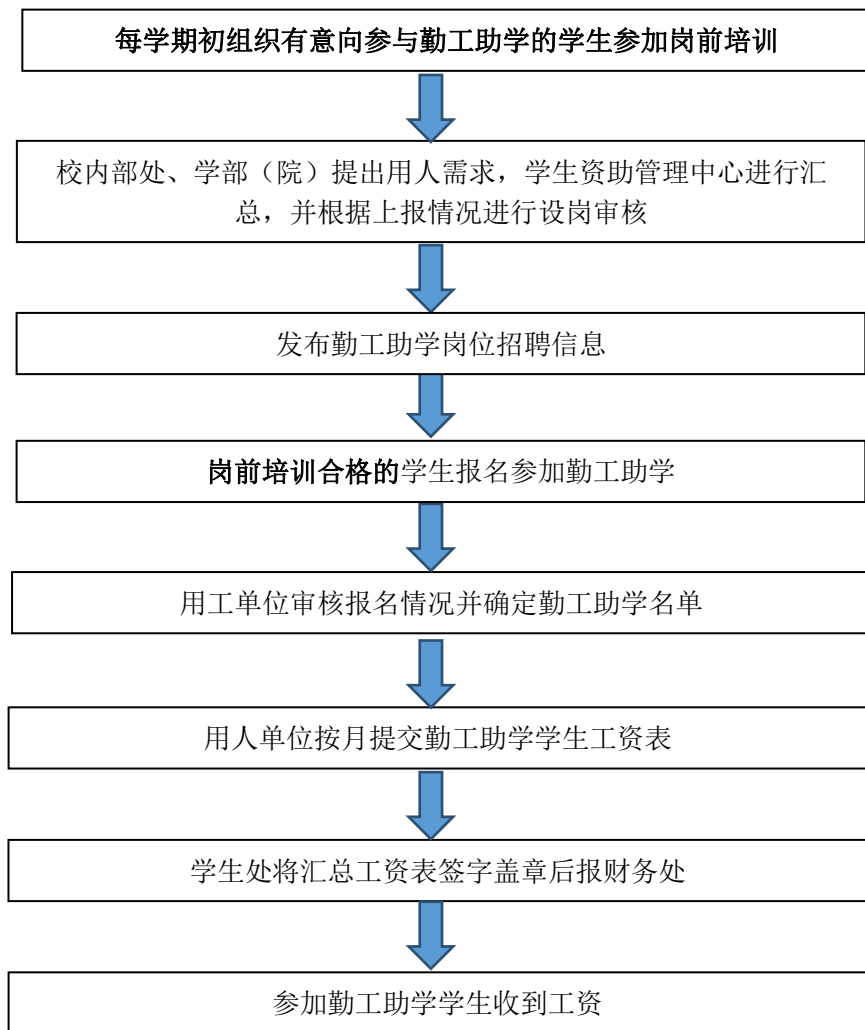 每学期初组织有意向参与勤工助学的学生参加岗前培训
校内部处、学部（院）提出用人需求，学生资助管理中心进行汇
总，并根据上报情况进行设岗审核
发布勤工助学岗位招聘信息
岗前培训合格的学生报名参加勤工助学
用工单位审核报名情况并确定勤工助学名单
用人单位按月提交勤工助学学生工资表
学生处将汇总工资表签字盖章后报财务处
参加勤工助学学生收到工资